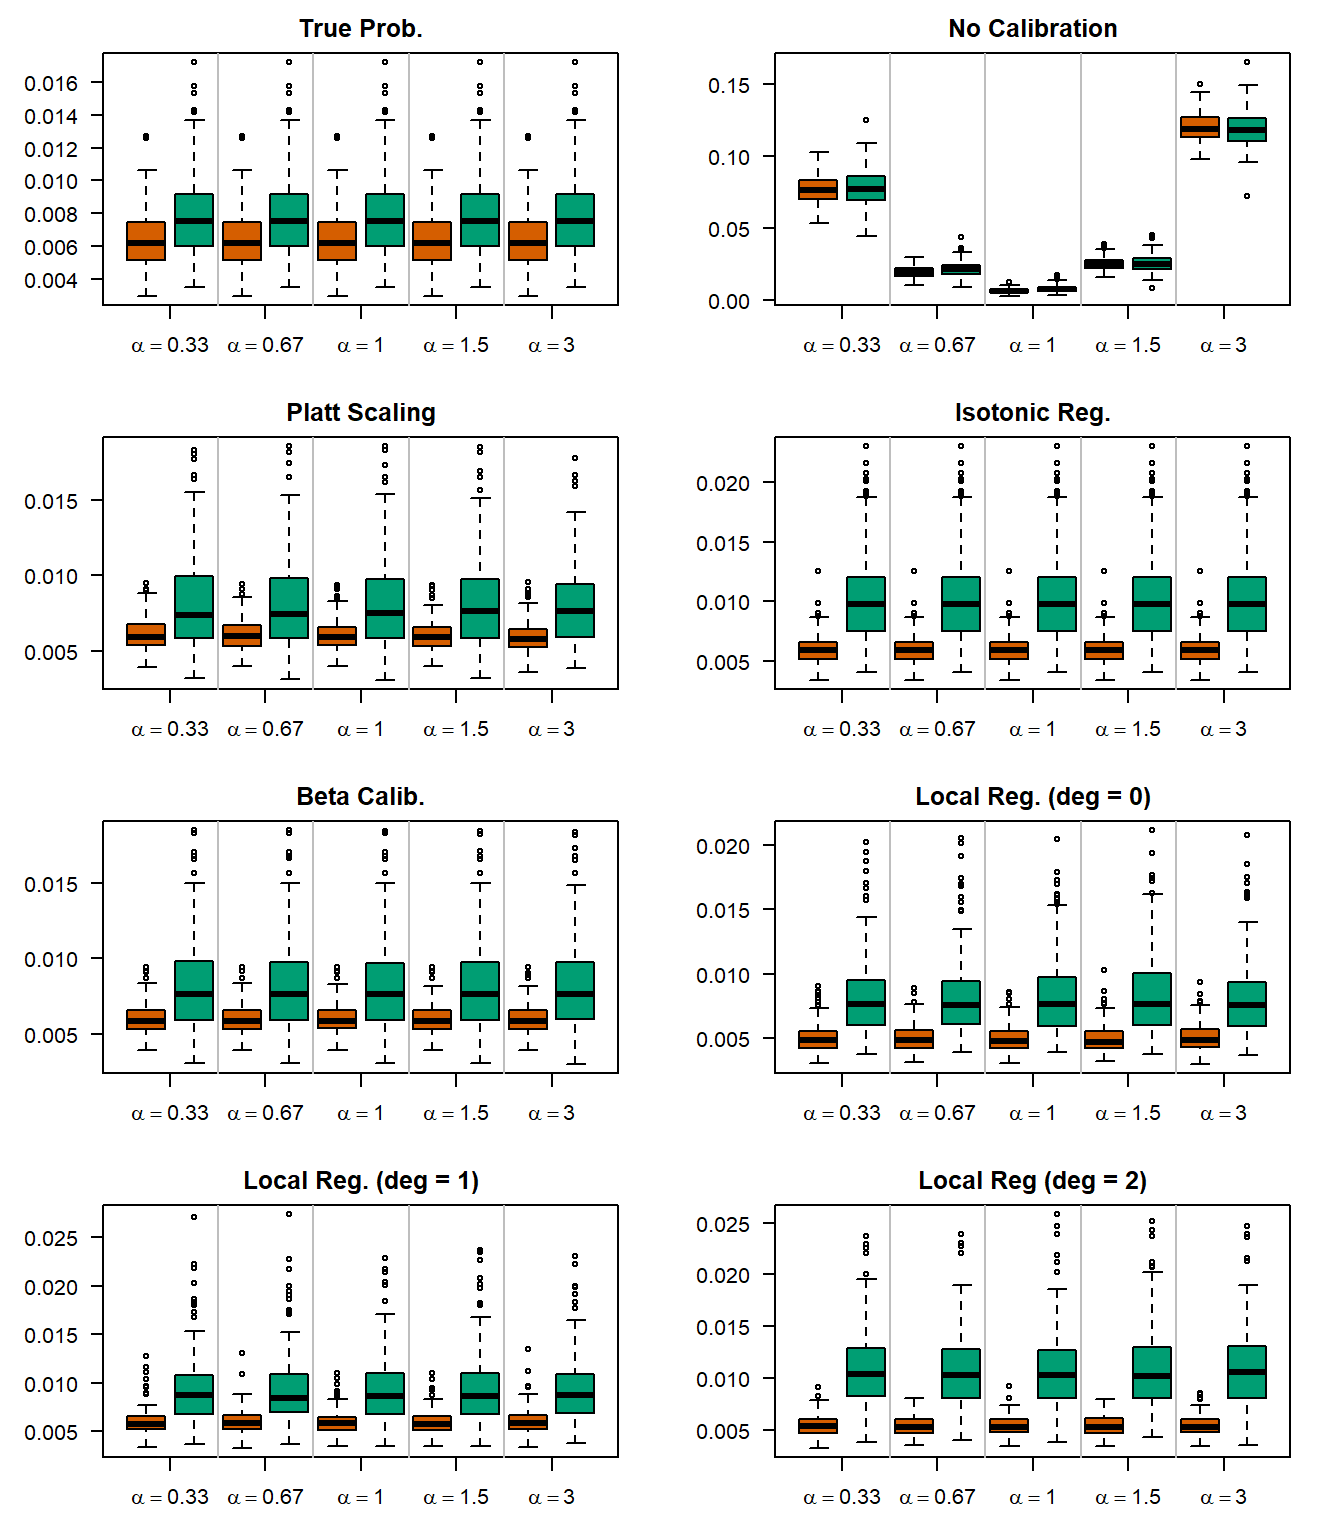 True Prob.
0.016
0.014
0.012
0.010
0.008
0.006
0.004
α = 0.33 α = 0.67 α = 1 α = 1.5 α = 3
No Calibration
0.15
0.10
0.05
0.00
α = 0.33 α = 0.67 α = 1 α = 1.5 α = 3
Platt Scaling
0.015
0.010
0.005
α = 0.33 α = 0.67 α = 1 α = 1.5 α = 3
Isotonic Reg.
0.020
0.015
0.010
0.005
α = 0.33 α = 0.67 α = 1 α = 1.5 α = 3
Beta Calib.
0.015
0.010
0.005
α = 0.33 α = 0.67 α = 1 α = 1.5 α = 3
Local Reg. (deg = 0)
0.020
0.015
0.010
0.005
α = 0.33 α = 0.67 α = 1 α = 1.5 α = 3
Local Reg. (deg = 1)
0.025
0.020
0.015
0.010
0.005
α = 0.33 α = 0.67 α = 1 α = 1.5 α = 3
Local Reg (deg = 2)
0.025
0.020
0.015
0.010
0.005
α = 0.33 α = 0.67 α = 1 α = 1.5 α = 3